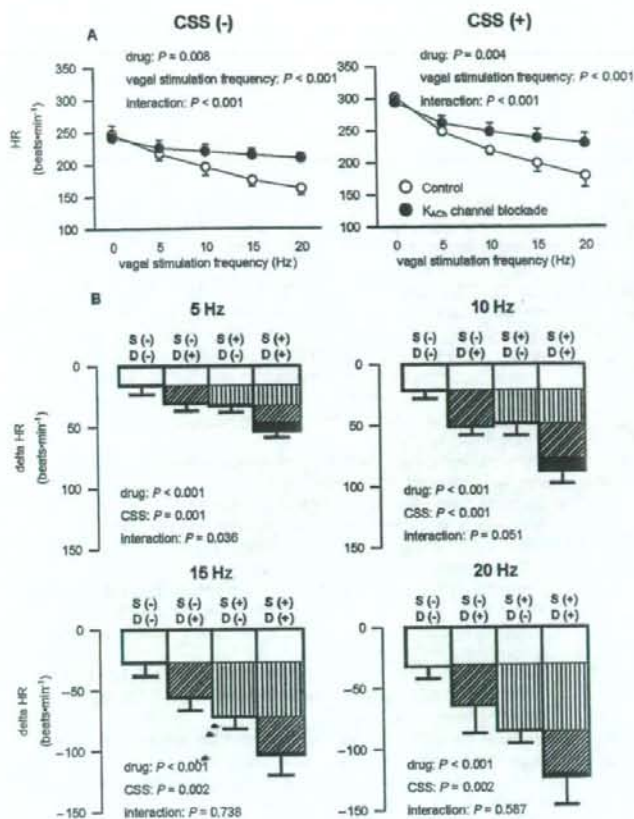 CSS (-) CSS (+)
A
drug: P = 0.008
vagal stimulation frequency: P < 0.001
interaction: P < 0.001
drug: P = 0.004
vagal stimulation frequency: P < 0.001
interaction: P < 0.001
HR
(beats•min⁻¹)
350
300
250
200
150
100
0 5 10 15 20
vagal stimulation frequency (Hz)
350
300
250
200
150
100
Control
KACh channel blockade
0 5 10 15 20
vagal stimulation frequency (Hz)
B
5 Hz
S (-) S (-) S (+) S (+)
D (-) D (+) D (-) D (+)
delta HR
(beats•min⁻¹)
0
50
100
150
drug: P < 0.001
CSS: P = 0.001
interaction: P = 0.036
10 Hz
S (-) S (-) S (+) S (+)
D (-) D (+) D (-) D (+)
0
50
100
150
drug: P < 0.001
CSS: P < 0.001
interaction: P = 0.051
15 Hz
S (-) S (-) S (+) S (+)
D (-) D (+) D (-) D (+)
delta HR
(beats•min⁻¹)
0
−50
−100
−150
drug: P < 0.001
CSS: P = 0.002
interaction: P = 0.738
20 Hz
S (-) S (-) S (+) S (+)
D (-) D (+) D (-) D (+)
0
−50
−100
−150
drug: P < 0.001
CSS: P = 0.002
interaction: P = 0.587